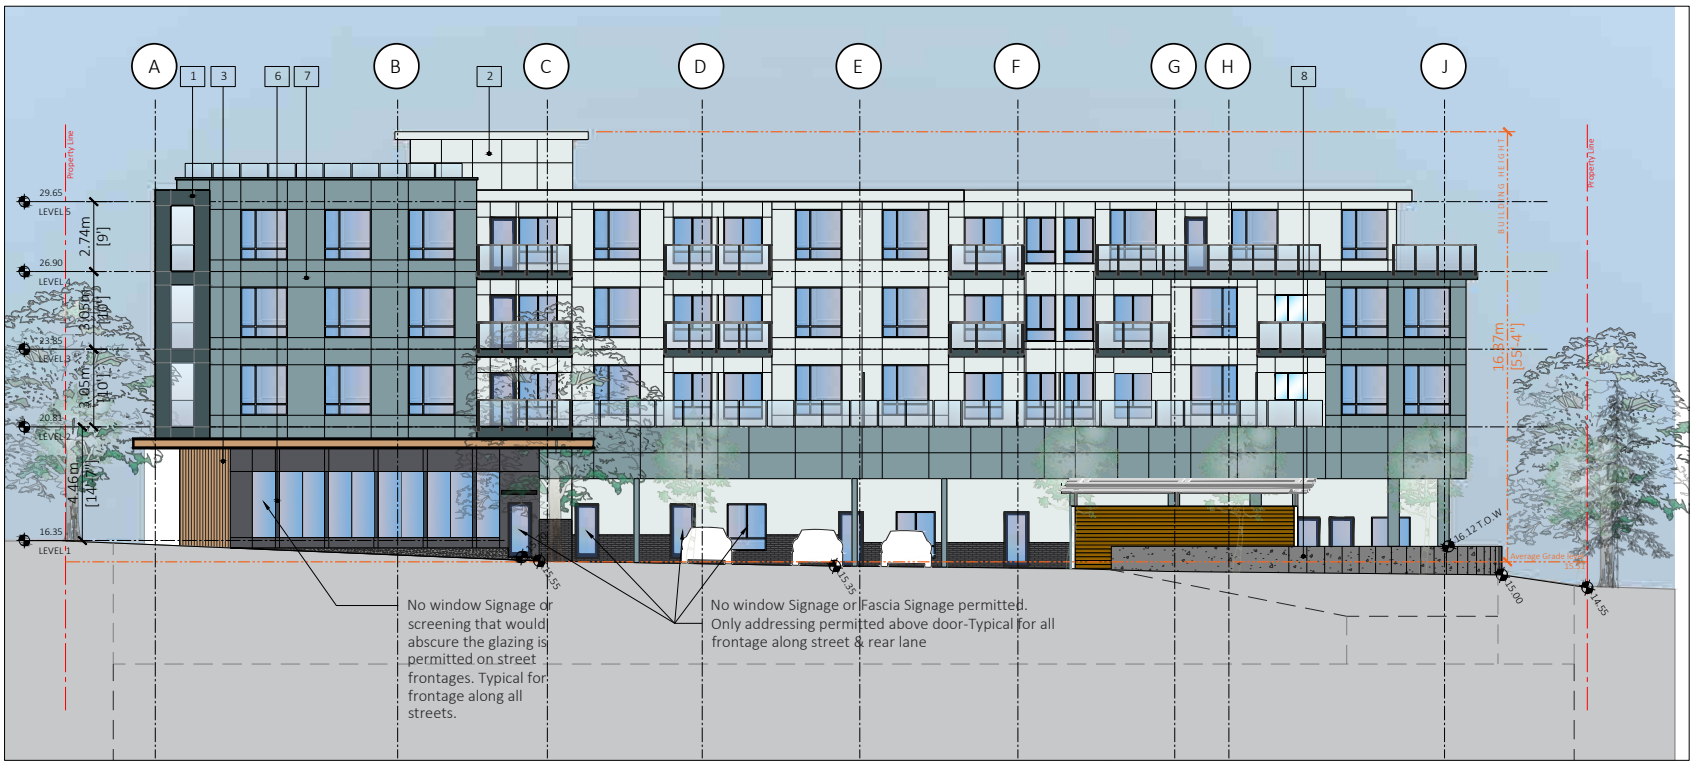 A
B
C
D
E
F
G
H
J
1
3
6
7
2
8
Property Line
Property Line
BUILDING HEIGHT
29.65
LEVEL 5
2.74m
[9']
26.90
LEVEL 4
3.05m
[10']
23.85
LEVEL 3
3.05m
[10']
20.81
LEVEL 2
4.46m
[14'-7"]
16.35
LEVEL 1
16.87m
[55'-4"]
16.12 T.O.W
Average Grade
15.55
15.35
15.00
14.55
No window Signage or
screening that would
abscure the glazing is
permitted on street
frontages. Typical for
frontage along all
streets.
No window Signage or Fascia Signage permitted.
Only addressing permitted above door-Typical for all
frontage along street & rear lane